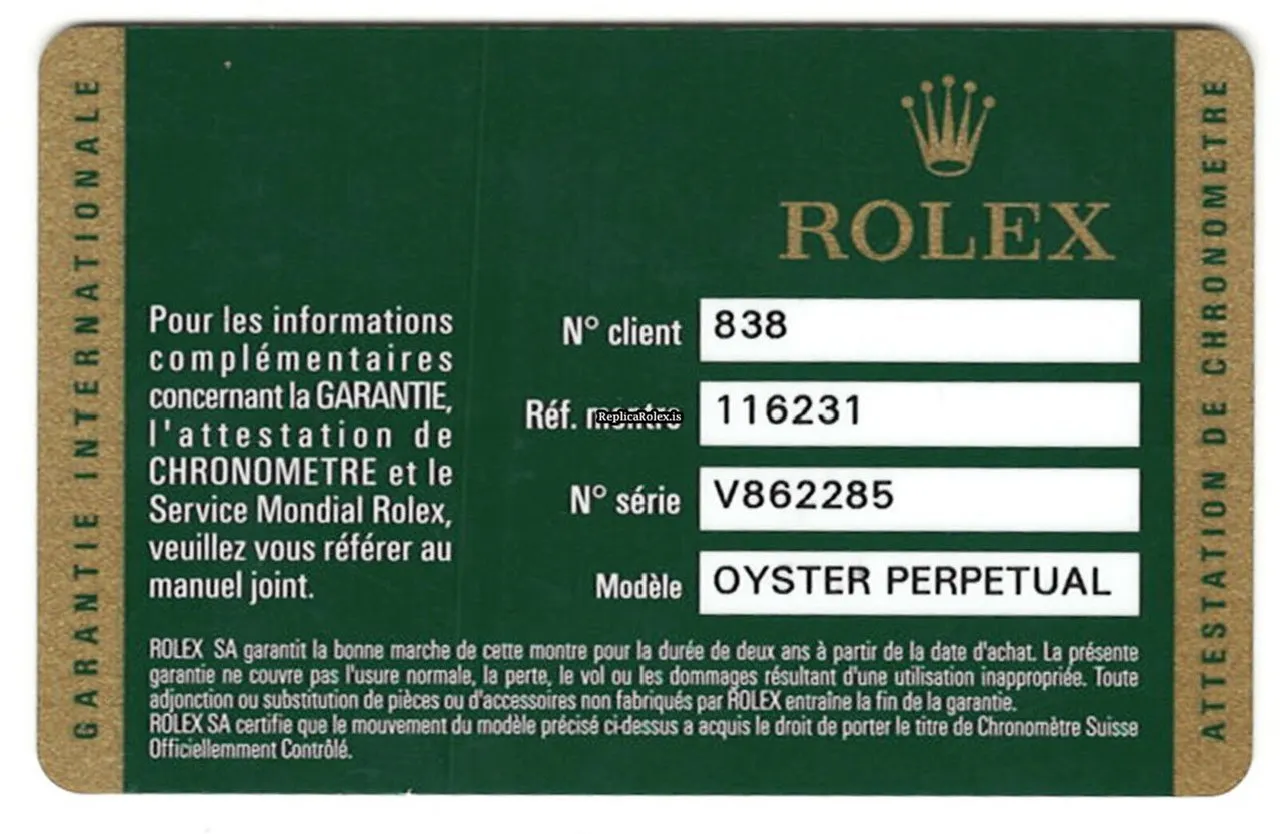 GARANTIE INTERNATIONALE
ROLEX
Pour les informations
complémentaires
concernant la GARANTIE,
l'attestation de
CHRONOMETRE et le
Service Mondial Rolex,
veuillez vous référer au
manuel joint.
N° client 838
Réf. montre 116231
ReplicaRolex.is
N° série V862285
Modèle OYSTER PERPETUAL
ROLEX SA garantit la bonne marche de cette montre pour la durée de deux ans à partir de la date d'achat. La présente
garantie ne couvre pas l'usure normale, la perte, le vol ou les dommages résultant d'une utilisation inappropriée. Toute
adjonction ou substitution de pièces ou d'accessoires non fabriqués par ROLEX entraîne la fin de la garantie.
ROLEX SA certifie que le mouvement du modèle précisé ci-dessus a acquis le droit de porter le titre de Chronomètre Suisse
Officiellemment Contrôlé.
ATTESTATION DE CHRONOMETRE